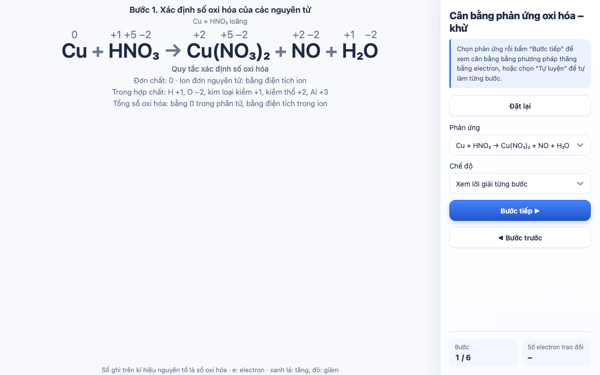 Bước 1. Xác định số oxi hóa của các nguyên tử
Cu + HNO₃ loãng
0 +1 +5 −2 +2 +5 −2 +2 −2 +1 −2
Cu + HNO₃ → Cu(NO₃)₂ + NO + H₂O
Quy tắc xác định số oxi hóa
Đơn chất: 0 · Ion đơn nguyên tử: bằng điện tích ion
Trong hợp chất: H +1, O −2, kim loại kiềm +1, kiềm thổ +2, Al +3
Tổng số oxi hóa: bằng 0 trong phân tử, bằng điện tích trong ion
Số ghi trên kí hiệu nguyên tố là số oxi hóa · e: electron · xanh lá: tăng, đỏ: giảm
Cân bằng phản ứng oxi hóa –
khử
Chọn phản ứng rồi bấm “Bước tiếp” để
xem cân bằng bằng phương pháp thăng
bằng electron, hoặc chọn “Tự luyện” để tự
làm từng bước.
Đặt lại
Phản ứng
Cu + HNO₃ → Cu(NO₃)₂ + NO + H₂O
Chế độ
Xem lời giải từng bước
Bước tiếp ▶
◀ Bước trước
Bước
1 / 6
Số electron trao đổi
–